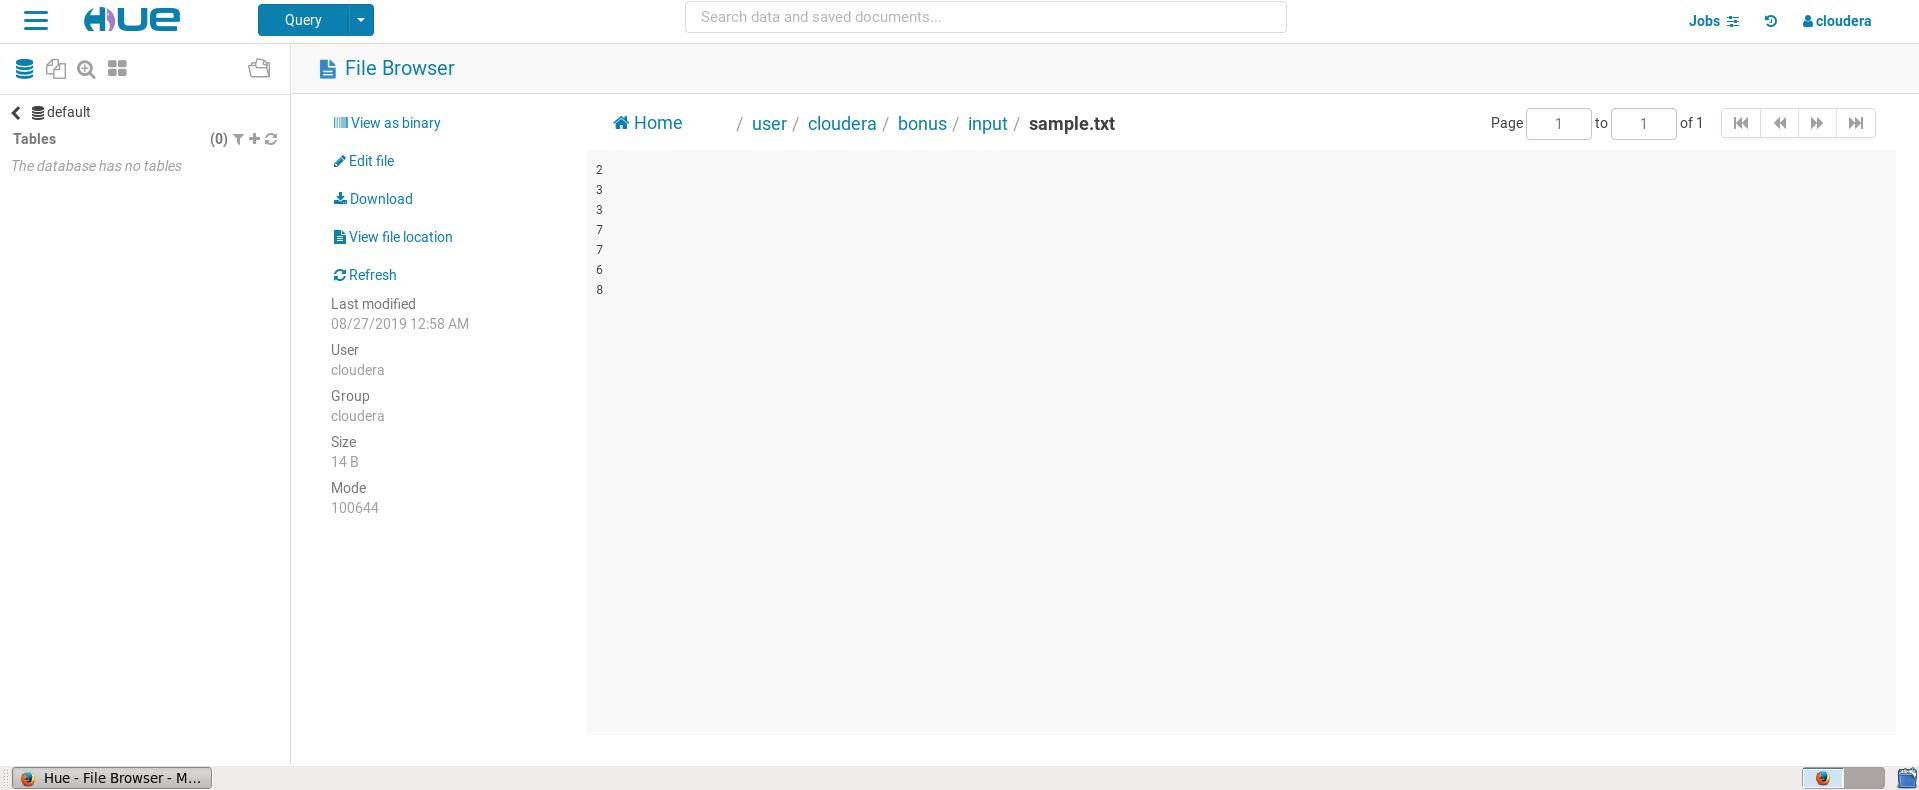 HUE
Query
Search data and saved documents...
Jobs
cloudera
File Browser
default
Tables (0)
The database has no tables
View as binary
Edit file
Download
View file location
Refresh
Last modified
08/27/2019 12:58 AM
User
cloudera
Group
cloudera
Size
14 B
Mode
100644
Home / user / cloudera / bonus / input / sample.txt
Page 1 to 1 of 1
2
3
3
7
7
6
8
Hue - File Browser - M...